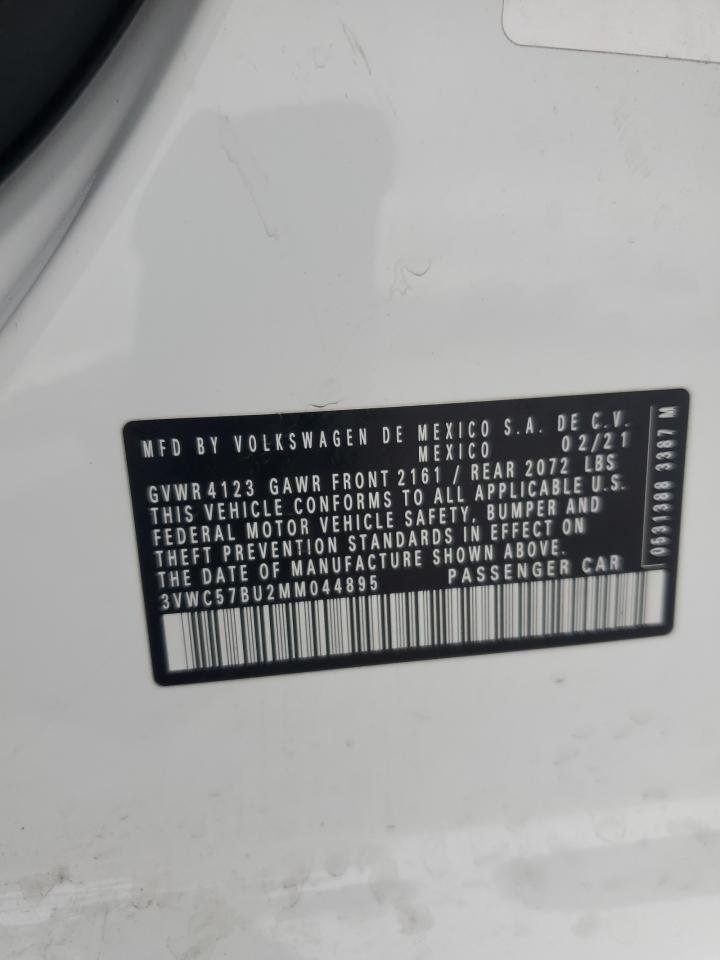 MFD BY VOLKSWAGEN DE MEXICO S.A. DE C.V.
MEXICO 02/21
GVWR 4123 GAWR FRONT 2161 / REAR 2072 LBS
THIS VEHICLE CONFORMS TO ALL APPLICABLE U.S.
FEDERAL MOTOR VEHICLE SAFETY, BUMPER AND
THEFT PREVENTION STANDARDS IN EFFECT ON
THE DATE OF MANUFACTURE SHOWN ABOVE.
3VWC57BU2MM044895 PASSENGER CAR
0531388 3387 M